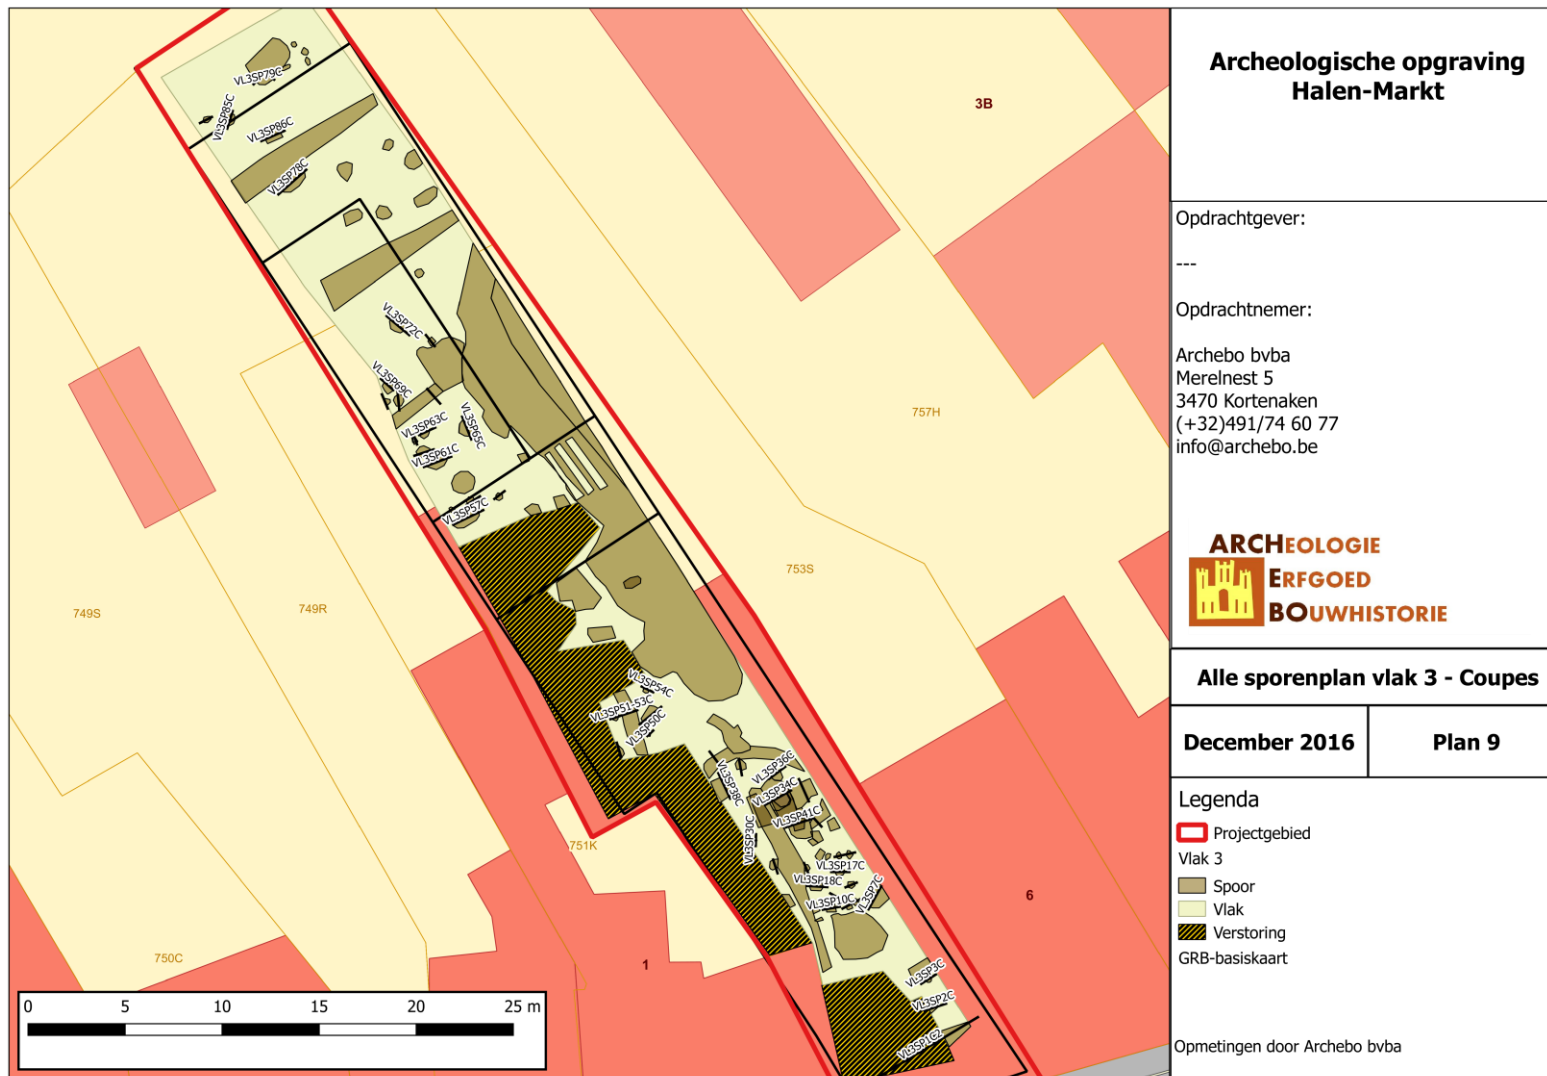 Archeologische opgraving
Halen-Markt
Opdrachtgever:
---
Opdrachtnemer:
Archebo bvba
Merelnest 5
3470 Kortenaken
(+32)491/74 60 77
info@archebo.be
ARCHEOLOGIE
ERFGOED
BOUWHISTORIE
Alle sporenplan vlak 3 - Coupes
December 2016
Plan 9
Legenda
Projectgebied
Vlak 3
Spoor
Vlak
Verstoring
GRB-basiskaart
Opmetingen door Archebo bvba
3B
757H
753S
749S
749R
751K
750C
1
6
VL3SP79C
VL3SP85C
VL3SP86C
VL3SP78C
VL3SP72C
VL3SP69C
VL3SP63C
VL3SP65C
VL3SP61C
VL3SP57C
VL3SP54C
VL3SP51-53C
VL3SP50C
VL3SP38C
VL3SP36C
VL3SP34C
VL3SP41C
VL3SP30C
VL3SP17C
VL3SP18C
VL3SP7C
VL3SP10C
VL3SP3C
VL3SP2C
VL3SP1C2
0 5 10 15 20 25 m